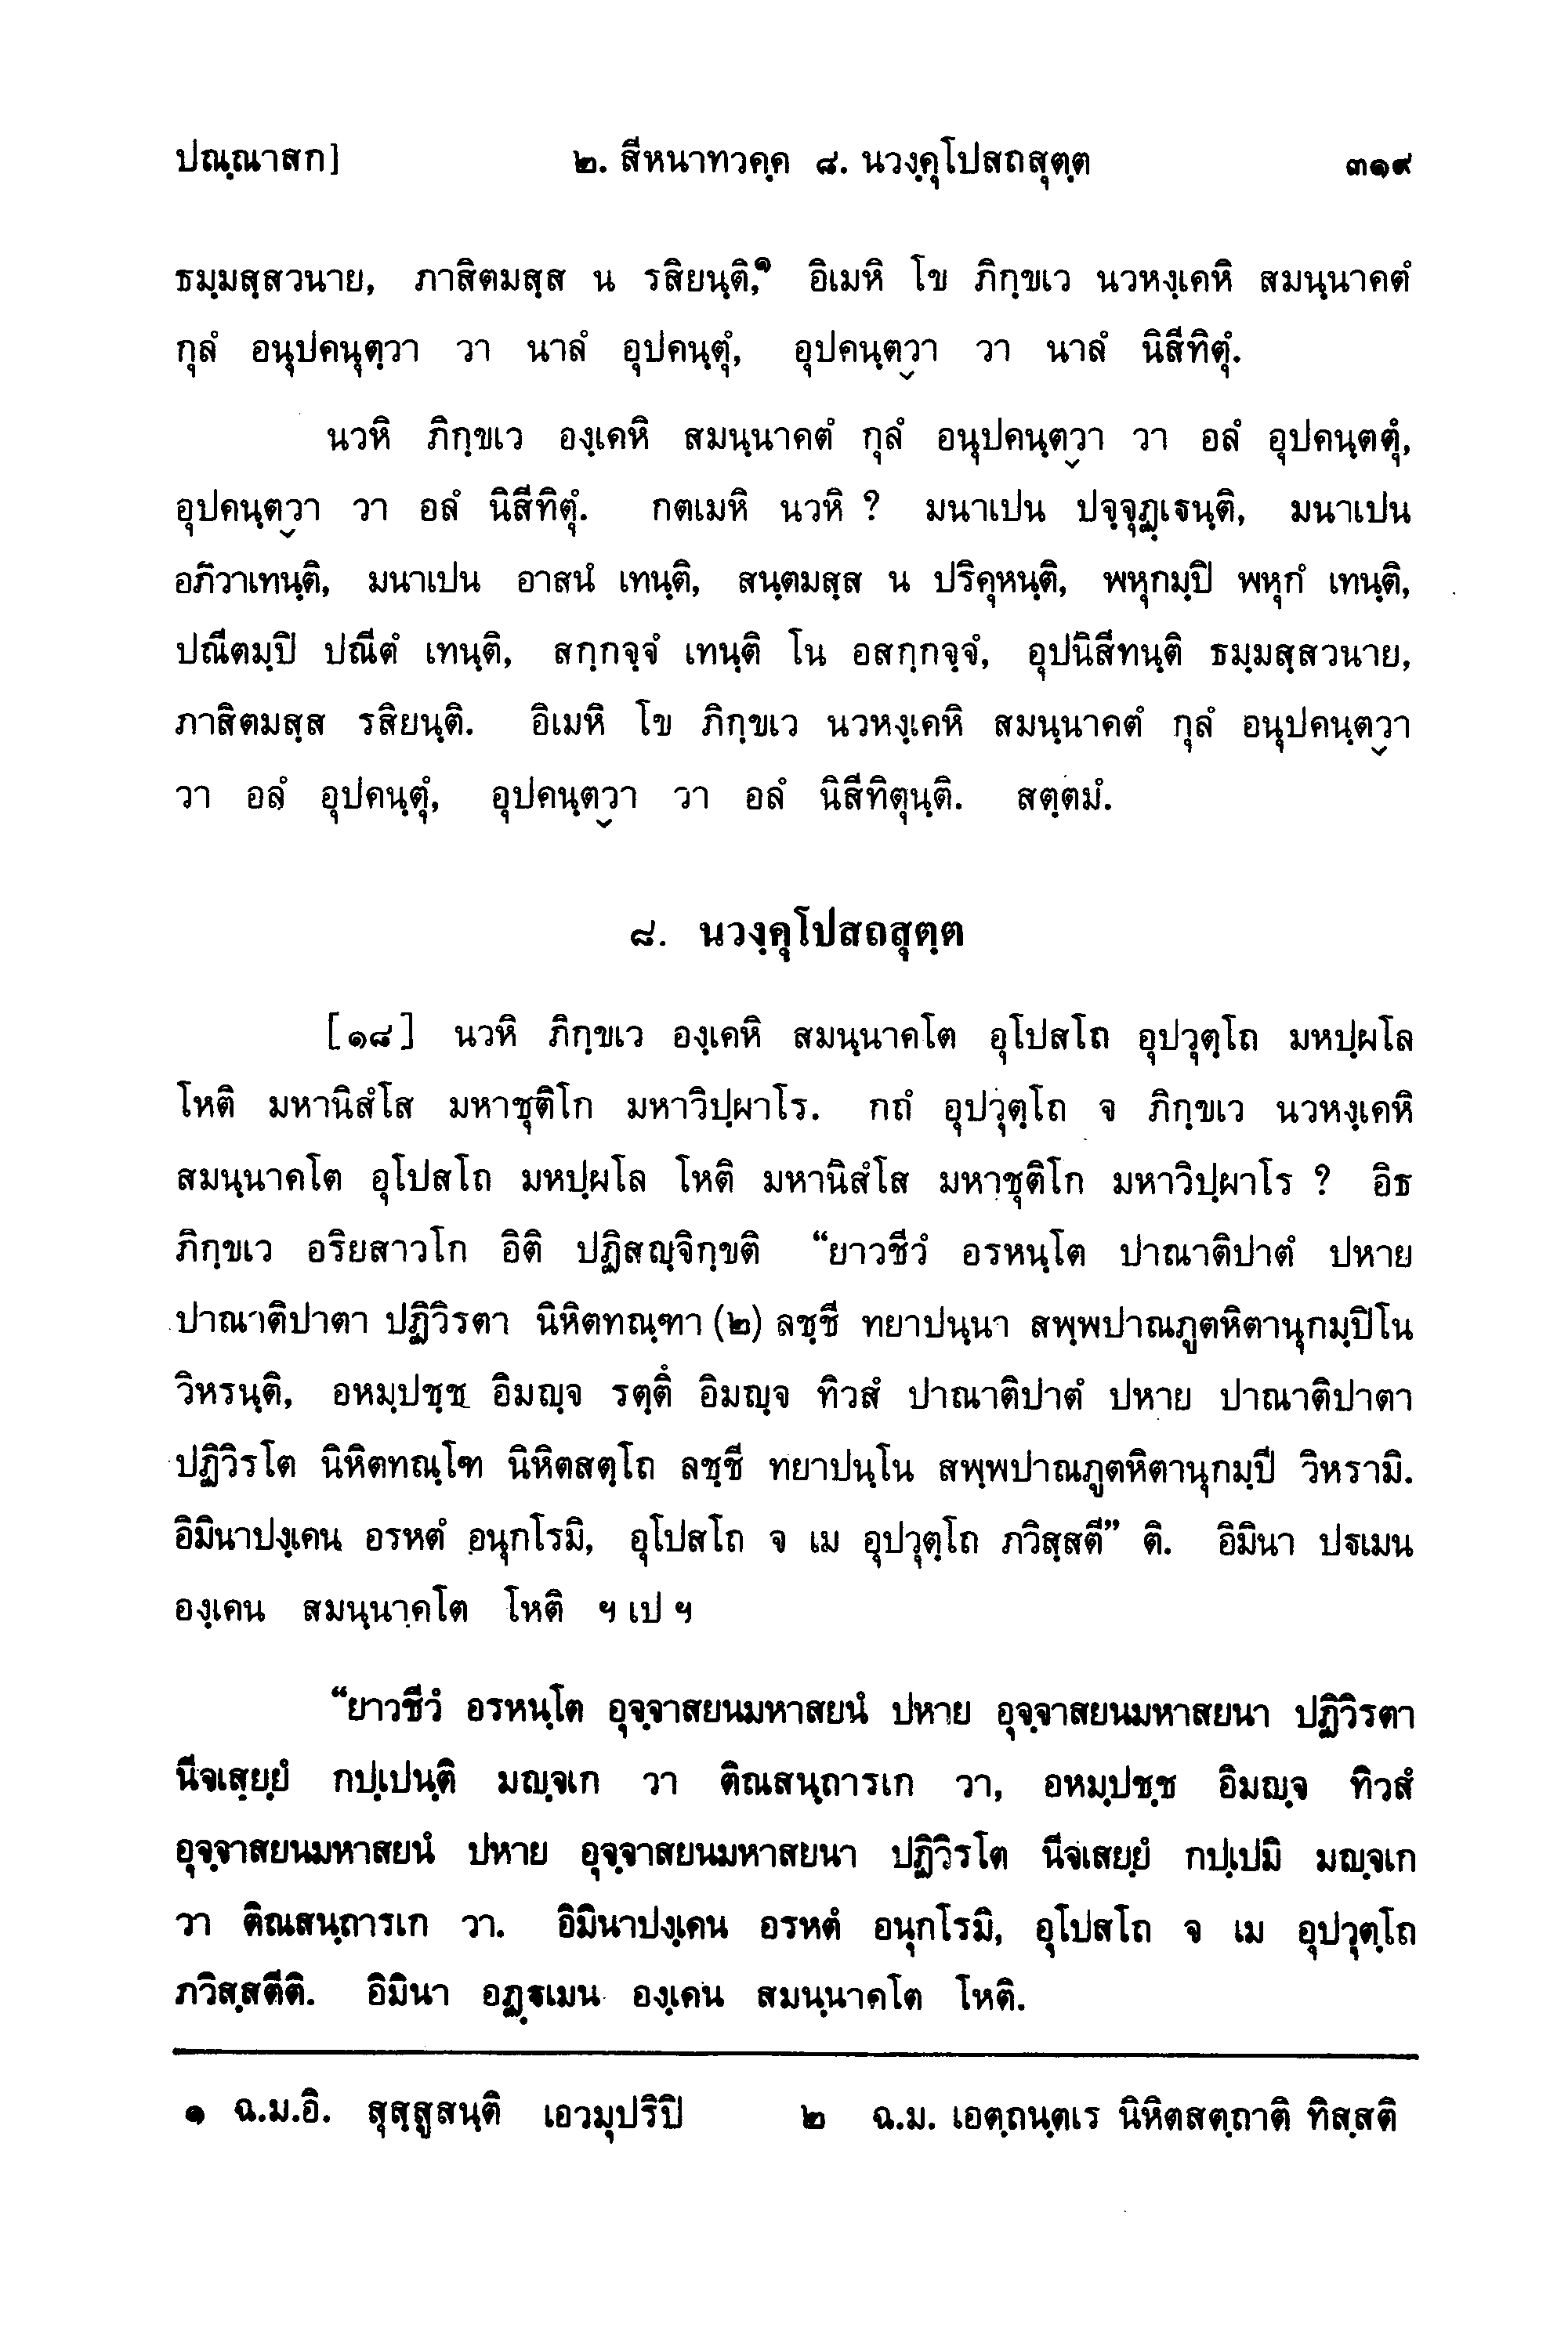 ปณฺณาสก] ๒. สีหนาทวคฺค ๘. นวงฺคุโปสถสุตฺต ๓๑๙
ธมฺมสฺสวนาย, ภาสิตมสฺส น รสิยนฺติ,๑ อิเมหิ โข ภิกฺขเว นวหงฺเคหิ สมนฺนาคตํ
กุลํ อนุปคนฺุตฺวา วา นาลํ อุปคนฺตุํ, อุปคนฺตฺวา วา นาลํ นิสีทิตุํ.
นวหิ ภิกฺขเว องฺเคหิ สมนฺนาคตํ กุลํ อนุปคนฺตฺวา วา อลํ อุปคนฺตตุํ,
อุปคนฺตฺวา วา อลํ นิสีทิตุํ. กตเมหิ นวหิ ? มนาเปน ปจฺจุฏฺเฐนฺติ, มนาเปน
อภิวาเทนฺติ, มนาเปน อาสนํ เทนฺติ, สนฺตมสฺส น ปริคุหนฺติ, พหุกมฺปิ พหุกํ เทนฺติ,
ปณีตมฺปิ ปณีตํ เทนฺติ, สกฺกจฺจํ เทนฺติ โน อสกฺกจฺจํ, อุปนิสีทนฺติ ธมฺมสฺสวนาย,
ภาสิตมสฺส รสิยนฺติ. อิเมหิ โข ภิกฺขเว นวหงฺเคหิ สมนฺนาคตํ กุลํ อนุปคนฺตฺวา
วา อลํ อุปคนฺตุํ, อุปคนฺตฺวา วา อลํ นิสีทิตุนฺติ. สตฺตมํ.
๘. นวงฺคุโปสถสุตฺต
[๑๘] นวหิ ภิกฺขเว องฺเคหิ สมนฺนาคโต อุโปสโถ อุปวุตฺโถ มหปฺผโล
โหติ มหานิสํโส มหาชุติโก มหาวิปฺผาโร. กถํ อุปวุตฺโถ จ ภิกฺขเว นวหงฺเคหิ
สมนฺนาคโต อุโปสโถ มหปฺผโล โหติ มหานิสํโส มหาชุติโก มหาวิปฺผาโร ? อิธ
ภิกฺขเว อริยสาวโก อิติ ปฏิสญฺจิกฺขติ “ยาวชีวํ อรหนฺโต ปาณาติปาตํ ปหาย
ปาณาติปาตา ปฏิวิรตา นิหิตทณฺฑา (๒) ลชฺชี ทยาปนฺนา สพฺพปาณภูตหิตานุกมฺปิโน
วิหรนฺติ, อหมฺปชฺช อิมญฺจ รตฺตึ อิมญฺจ ทิวสํ ปาณาติปาตํ ปหาย ปาณาติปาตา
ปฏิวิรโต นิหิตทณฺโฑ นิหิตสตฺโถ ลชฺชี ทยาปนฺโน สพฺพปาณภูตหิตานุกมฺปี วิหรามิ.
อิมินาปงฺเคน อรหตํ อนุกโรมิ, อุโปสโถ จ เม อุปวุตฺโถ ภวิสฺสตี” ติ. อิมินา ปฐเมน
องฺเคน สมนฺนาคโต โหติ ฯ เป ฯ
“ยาวชีวํ อรหนฺโต อุจฺจาสยนมหาสยนํ ปหาย อุจฺจาสยนมหาสยนา ปฏิวิรตา
นีจเสฺยฺยํ กปฺเปนฺติ มญฺจเก วา ติณสนฺถารเก วา, อหมฺปชฺช อิมญฺจ ทิวสํ
อุจฺจาสยนมหาสยนํ ปหาย อุจฺจาสยนมหาสยนา ปฏิวิรโต นีจเสยฺยํ กปฺเปมิ มญฺจเก
วา ติณสนฺถารเก วา. อิมินาปงฺเคน อรหตํ อนุกโรมิ, อุโปสโถ จ เม อุปวุตฺโถ
ภวิสฺสตีติ. อิมินา อฏฺฐเมน องฺเคน สมนฺนาคโต โหติ.
๑ ฉ.ม.อิ. สุสฺสูสนฺติ เอวมุปริปิ ๒ ฉ.ม. เอตฺถนฺตเร นิหิตสตฺถาติ ทิสฺสติ